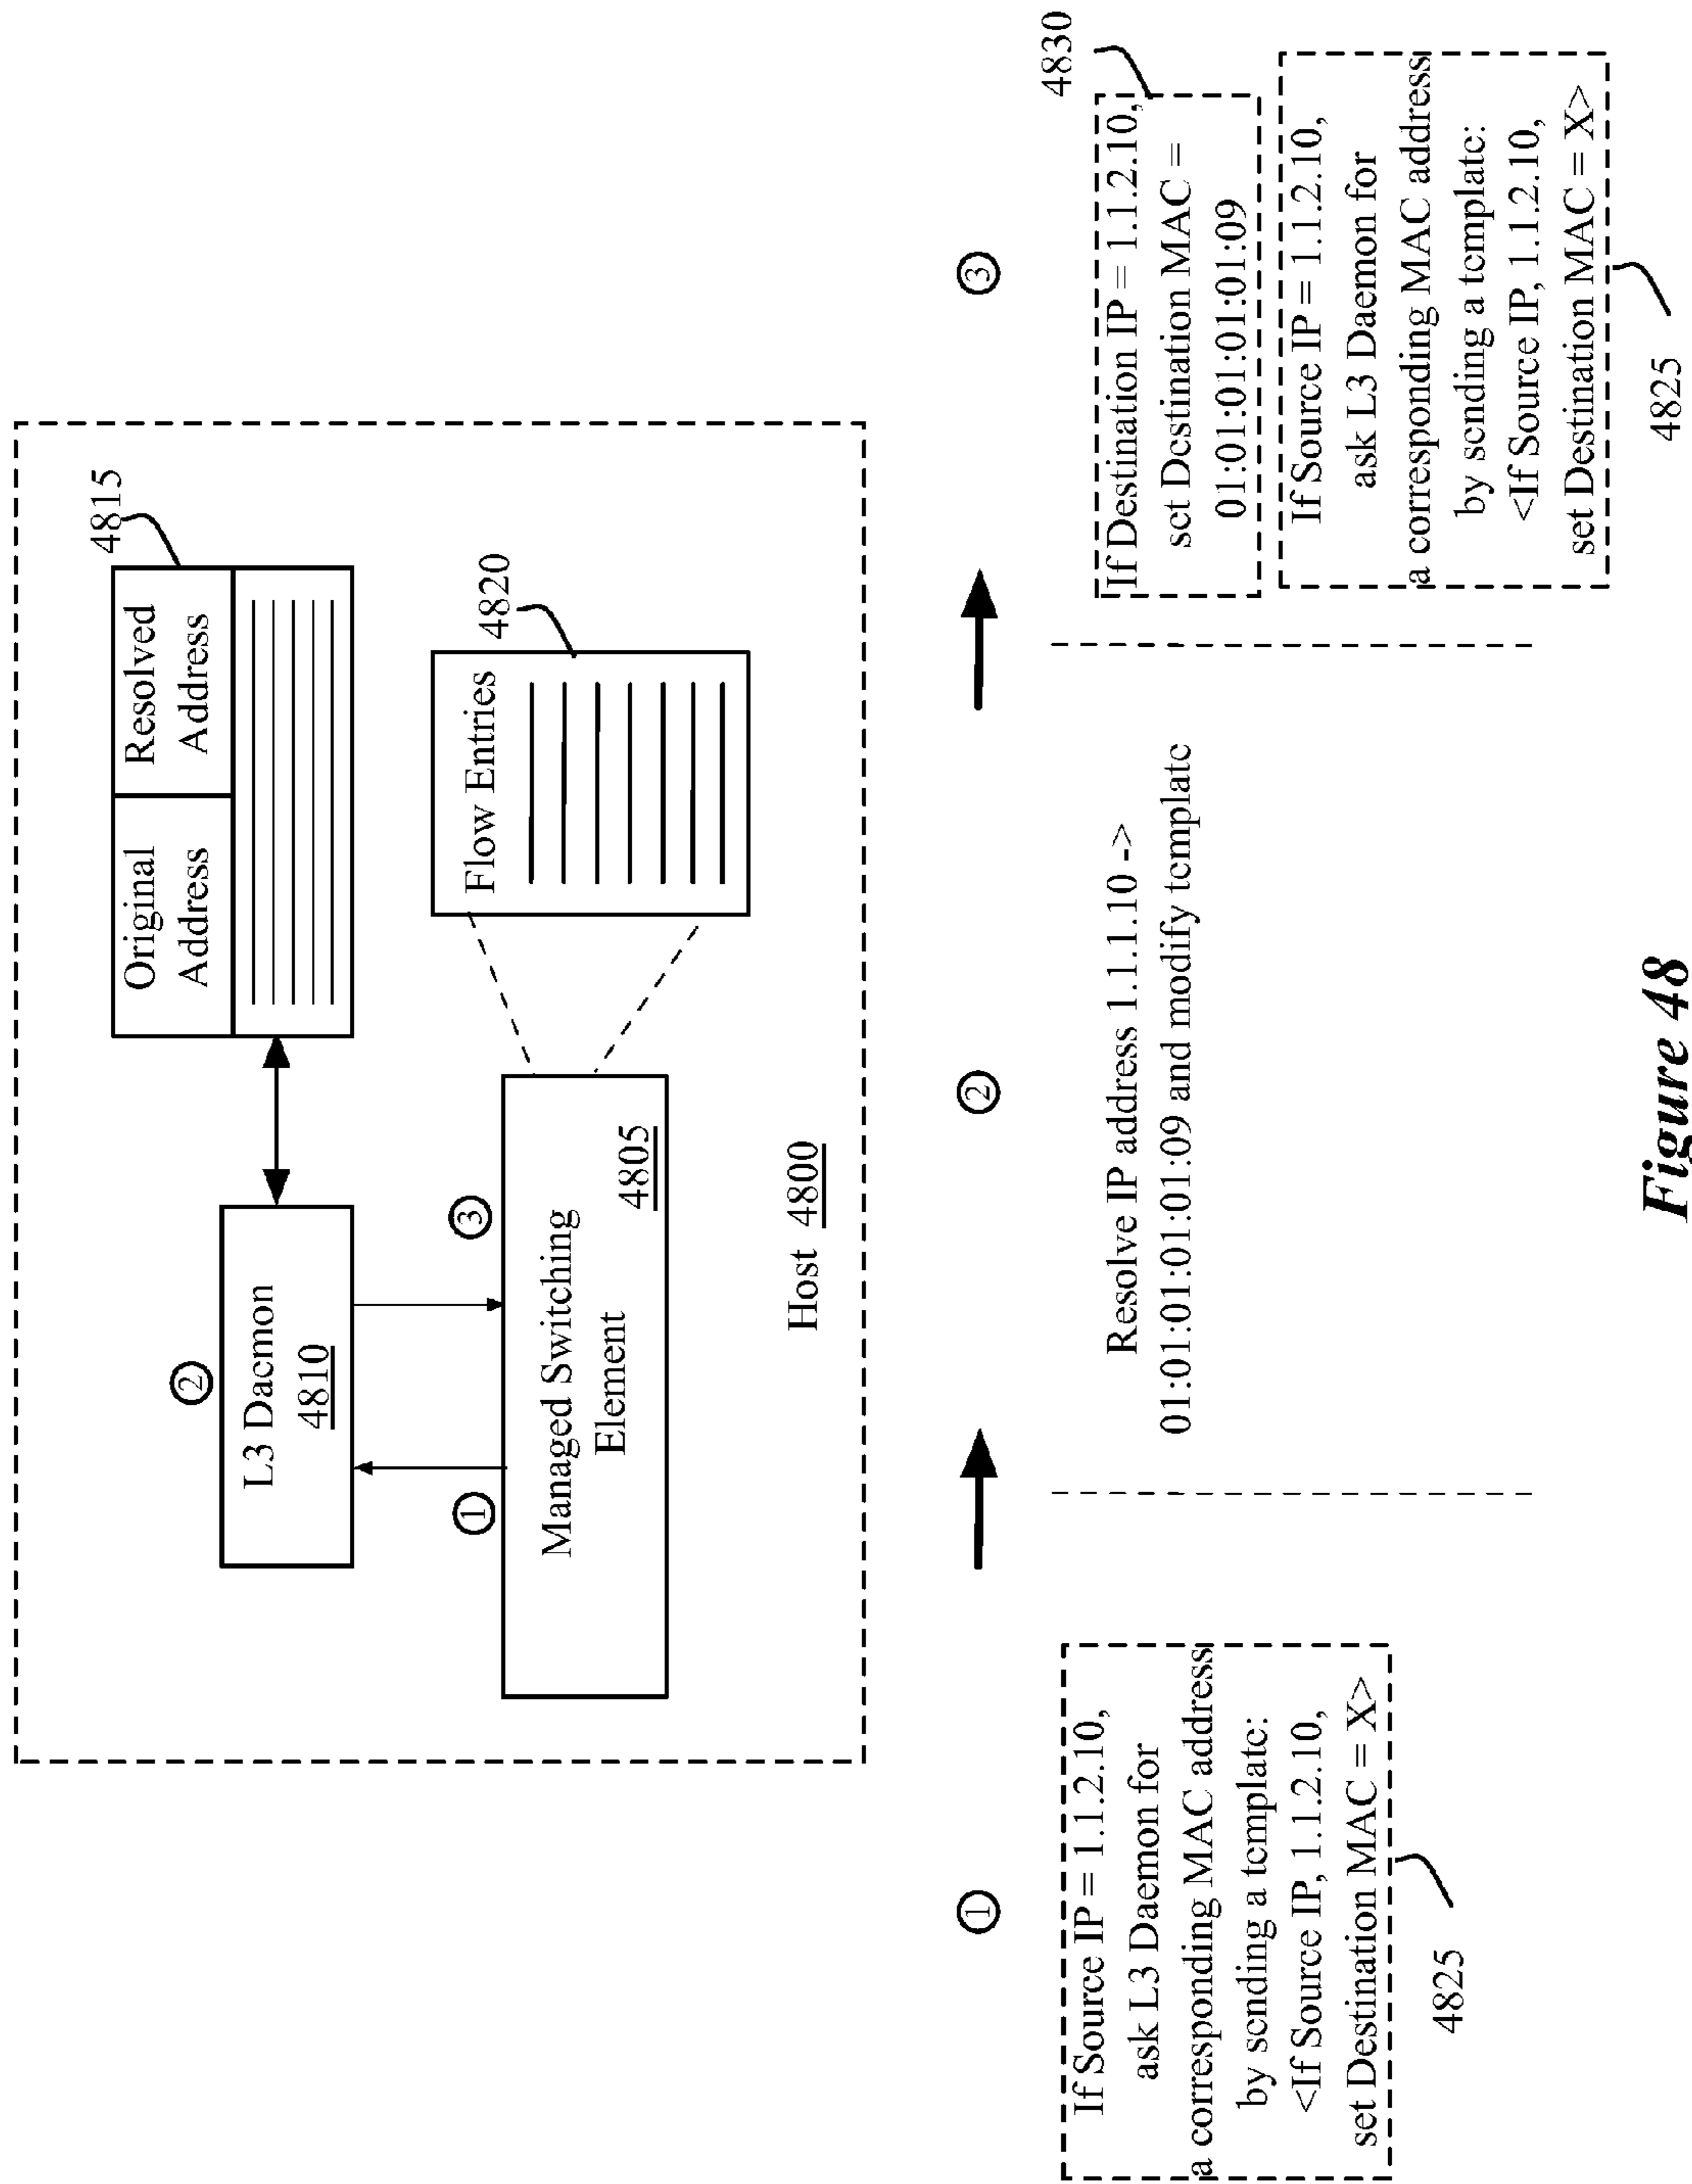 4815
Original
Address
Resolved
Address
②
L3 Daemon
4810
4820
Flow Entries
①
③
Managed Switching
Element
4805
Host 4800
①
②
③
If Source IP = 1.1.2.10,
ask L3 Daemon for
a corresponding MAC address
by sending a template:
<If Source IP, 1.1.2.10,
set Destination MAC = X>
4825
Resolve IP address 1.1.1.10 ->
01:01:01:01:01:09 and modify template
4830
If Destination IP = 1.1.2.10,
set Destination MAC =
01:01:01:01:01:09
If Source IP = 1.1.2.10,
ask L3 Daemon for
a corresponding MAC address
by sending a template:
<If Source IP, 1.1.2.10,
set Destination MAC = X>
4825
Figure 48